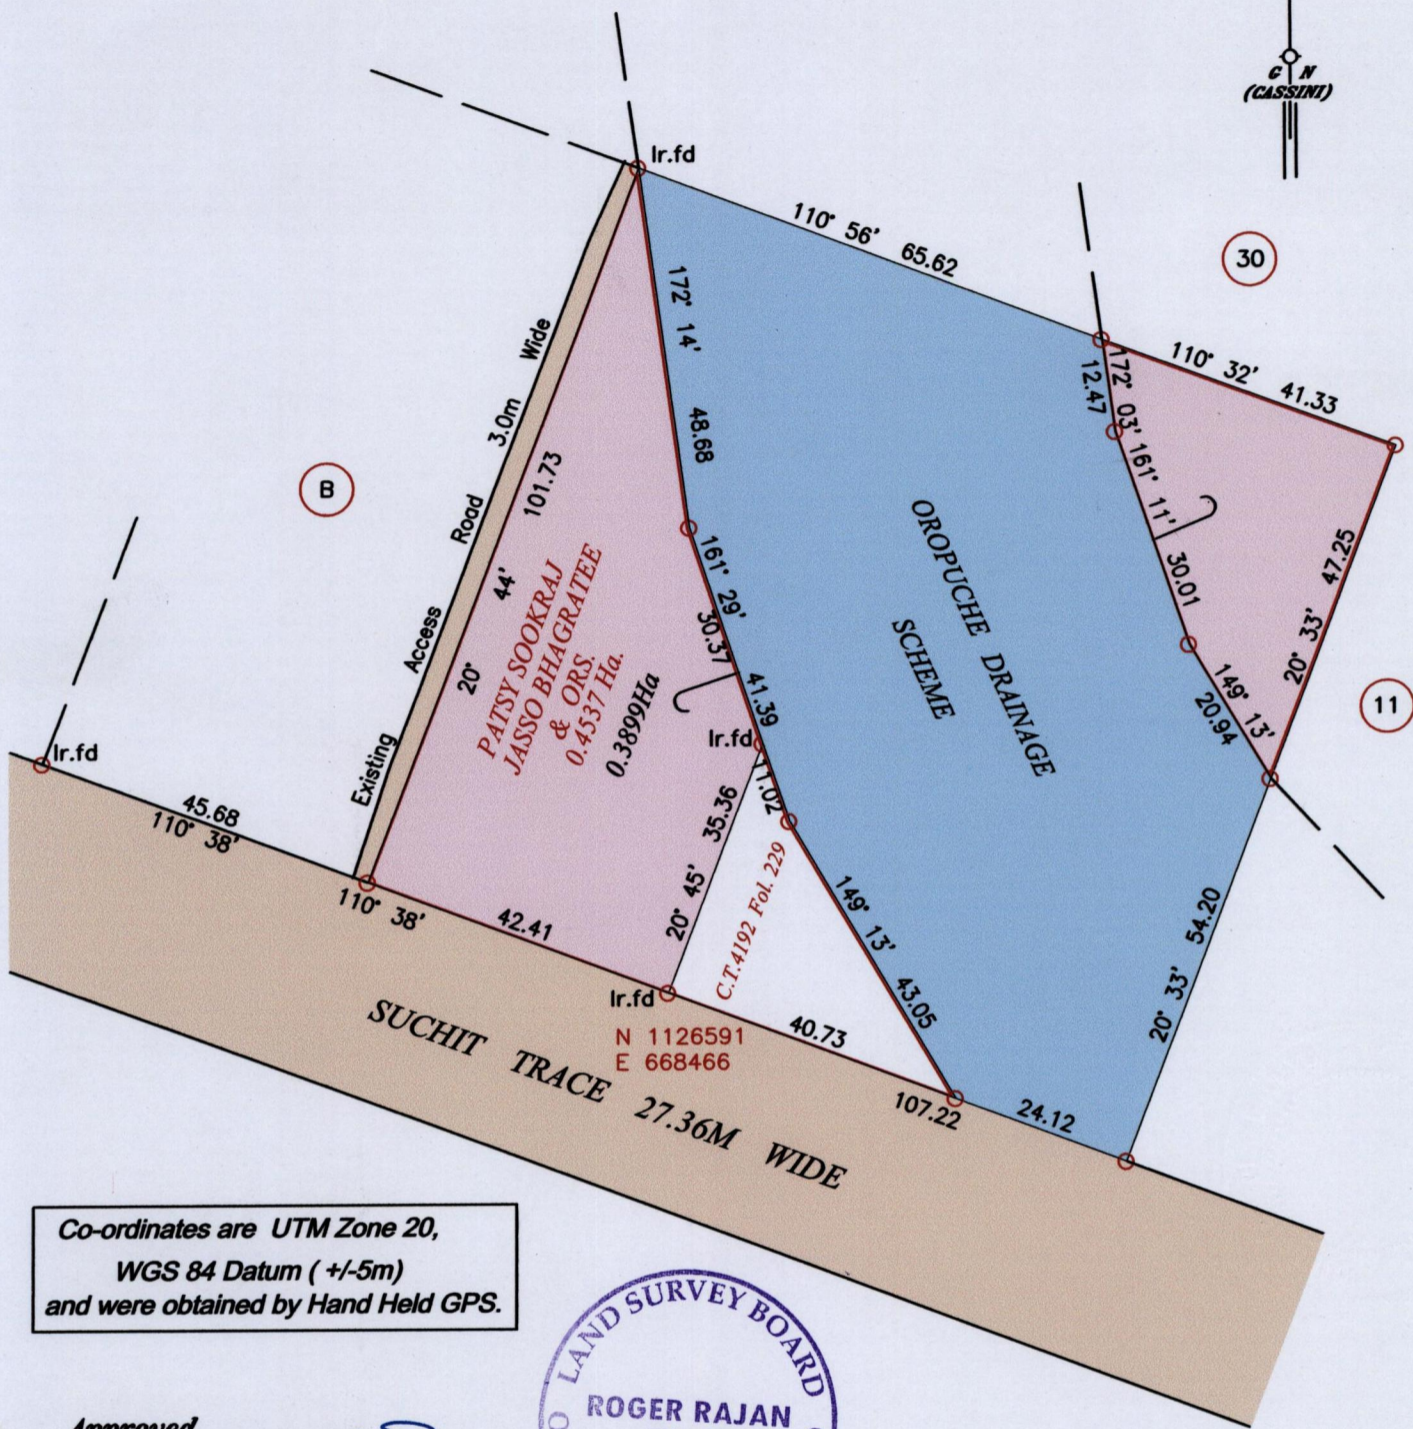 G N
(CASSINI)
Ir.fd
110° 56' 65.62
30
110° 32' 41.33
172° 14'
48.68
172° 03'
12.47
161° 11'
30.01
149° 13'
20.94
47.25
20° 33'
11
B
Existing Access Road 3.0m Wide
20° 44' 101.73
PATSY SOOKRAJ
JASSO BHAGRATEE
& ORS.
0.4537 Ha.
0.3899Ha
161° 29'
30.37
41.39
Ir.fd
11.02
OROPUCHE DRAINAGE
SCHEME
Ir.fd
45.68
110° 38'
20° 45' 35.36
C.T.4192 Fol. 229
149° 13' 43.05
20° 33' 54.20
110° 38'
42.41
Ir.fd
N 1126591
E 668466
40.73
107.22
24.12
SUCHIT TRACE 27.36M WIDE
Co-ordinates are UTM Zone 20,
WGS 84 Datum ( +/-5m)
and were obtained by Hand Held GPS.
LAND SURVEY BOARD
ROGER RAJAN
Approved